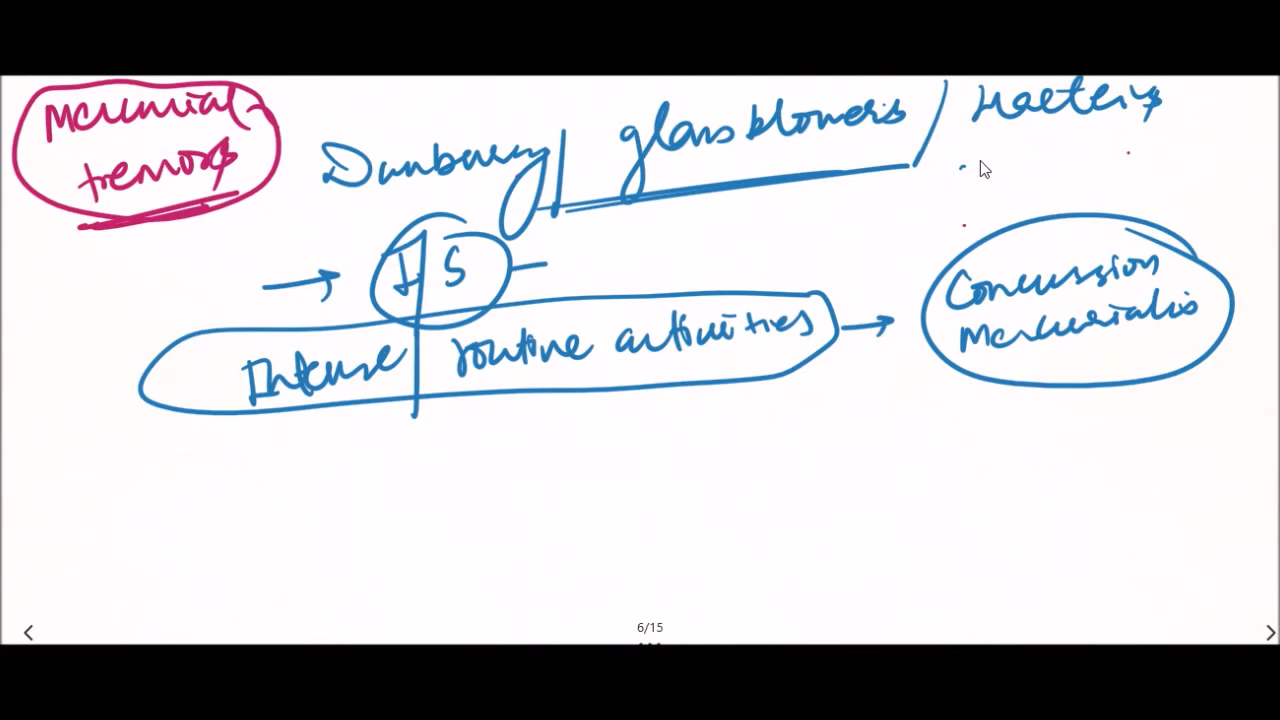 Mercurial
tremors
Danbury / glass blowers / Hatters
→ I S -
Intense routine activities →
Concussion
Mercurialis
6/15